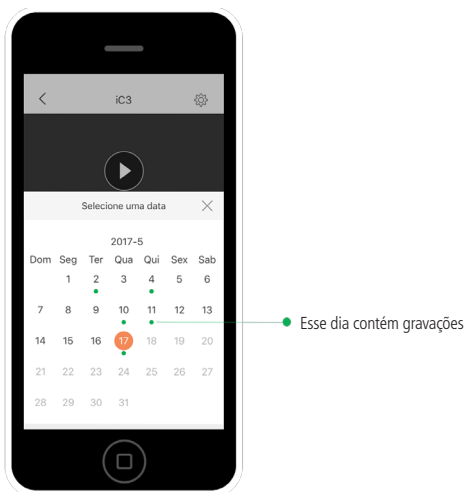 iC3
Selecione uma data
2017-5
Dom Seg Ter Qua Qui Sex Sab
1 2 3 4 5 6
7 8 9 10 11 12 13
Esse dia contém gravações
14 15 16 17 18 19 20
21 22 23 24 25 26 27
28 29 30 31